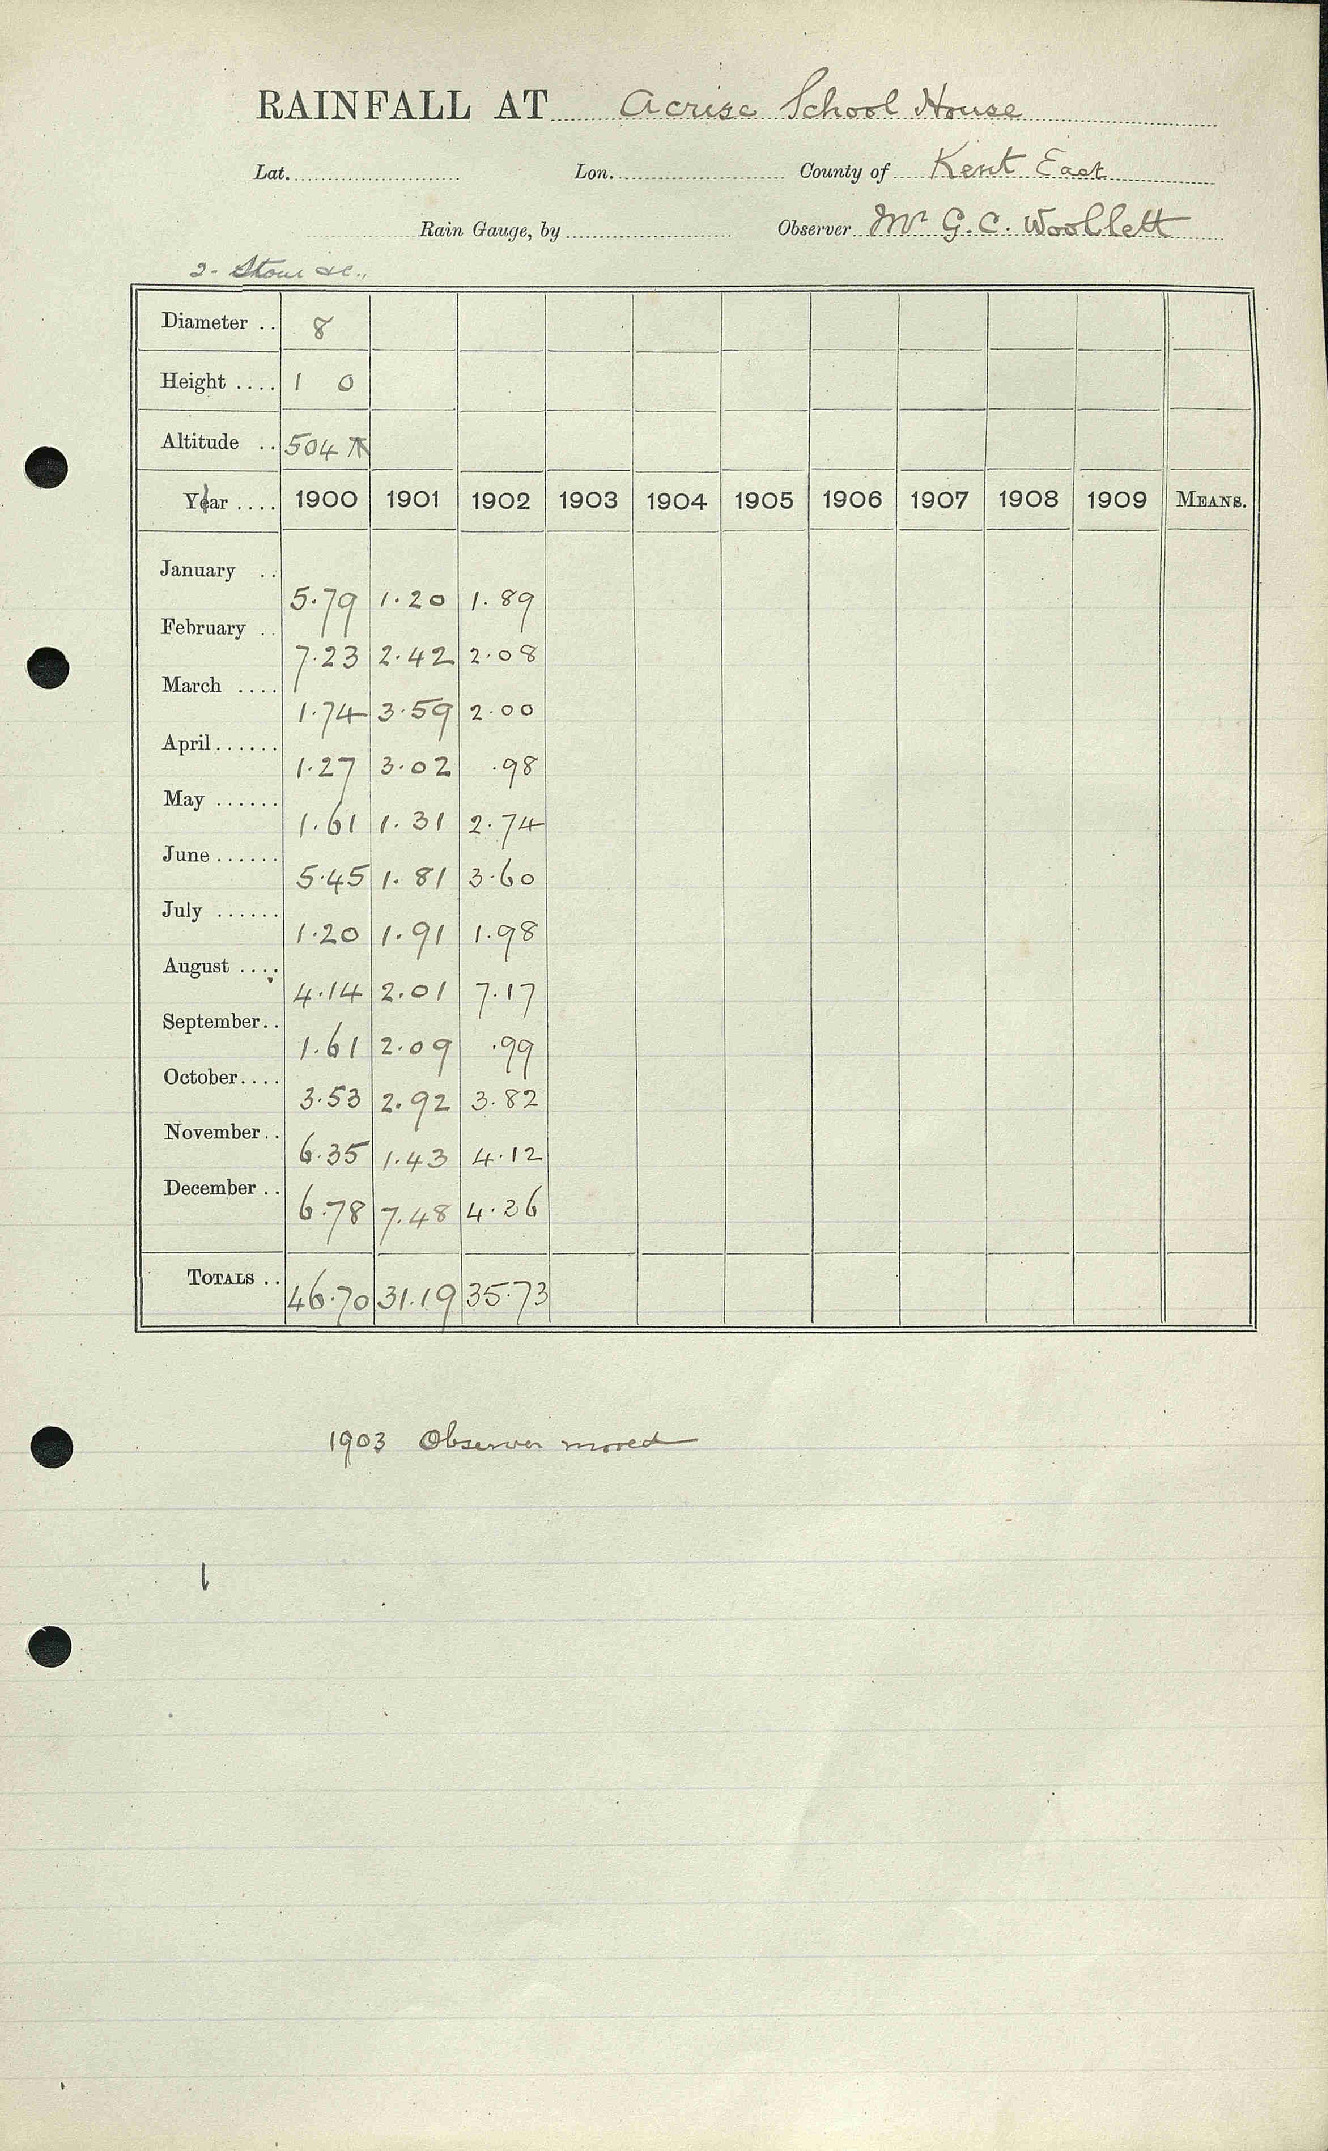 RAINFALL AT Acrise School House
Lat. Lon. County of Kent East
Rain Gauge, by Observer Mr G. C. Woollett
2- Stour &c.
Diameter .. 8
Height .... 1 0
Altitude .. 504
Year .... 1900 1901 1902 1903 1904 1905 1906 1907 1908 1909 MEANS.
January .. 5.79 1.20 1.89
February .. 7.23 2.42 2.08
March .... 1.74 3.59 2.00
April ...... 1.27 3.02 .98
May ...... 1.61 1.31 2.74
June ...... 5.45 1.81 3.60
July ...... 1.20 1.91 1.98
August .... 4.14 2.01 7.17
September.. 1.61 2.09 .99
October.... 3.53 2.92 3.82
November.. 6.35 1.43 4.12
December .. 6.78 7.48 4.36
TOTALS .. 46.70 31.19 35.73
1903 Observer moved